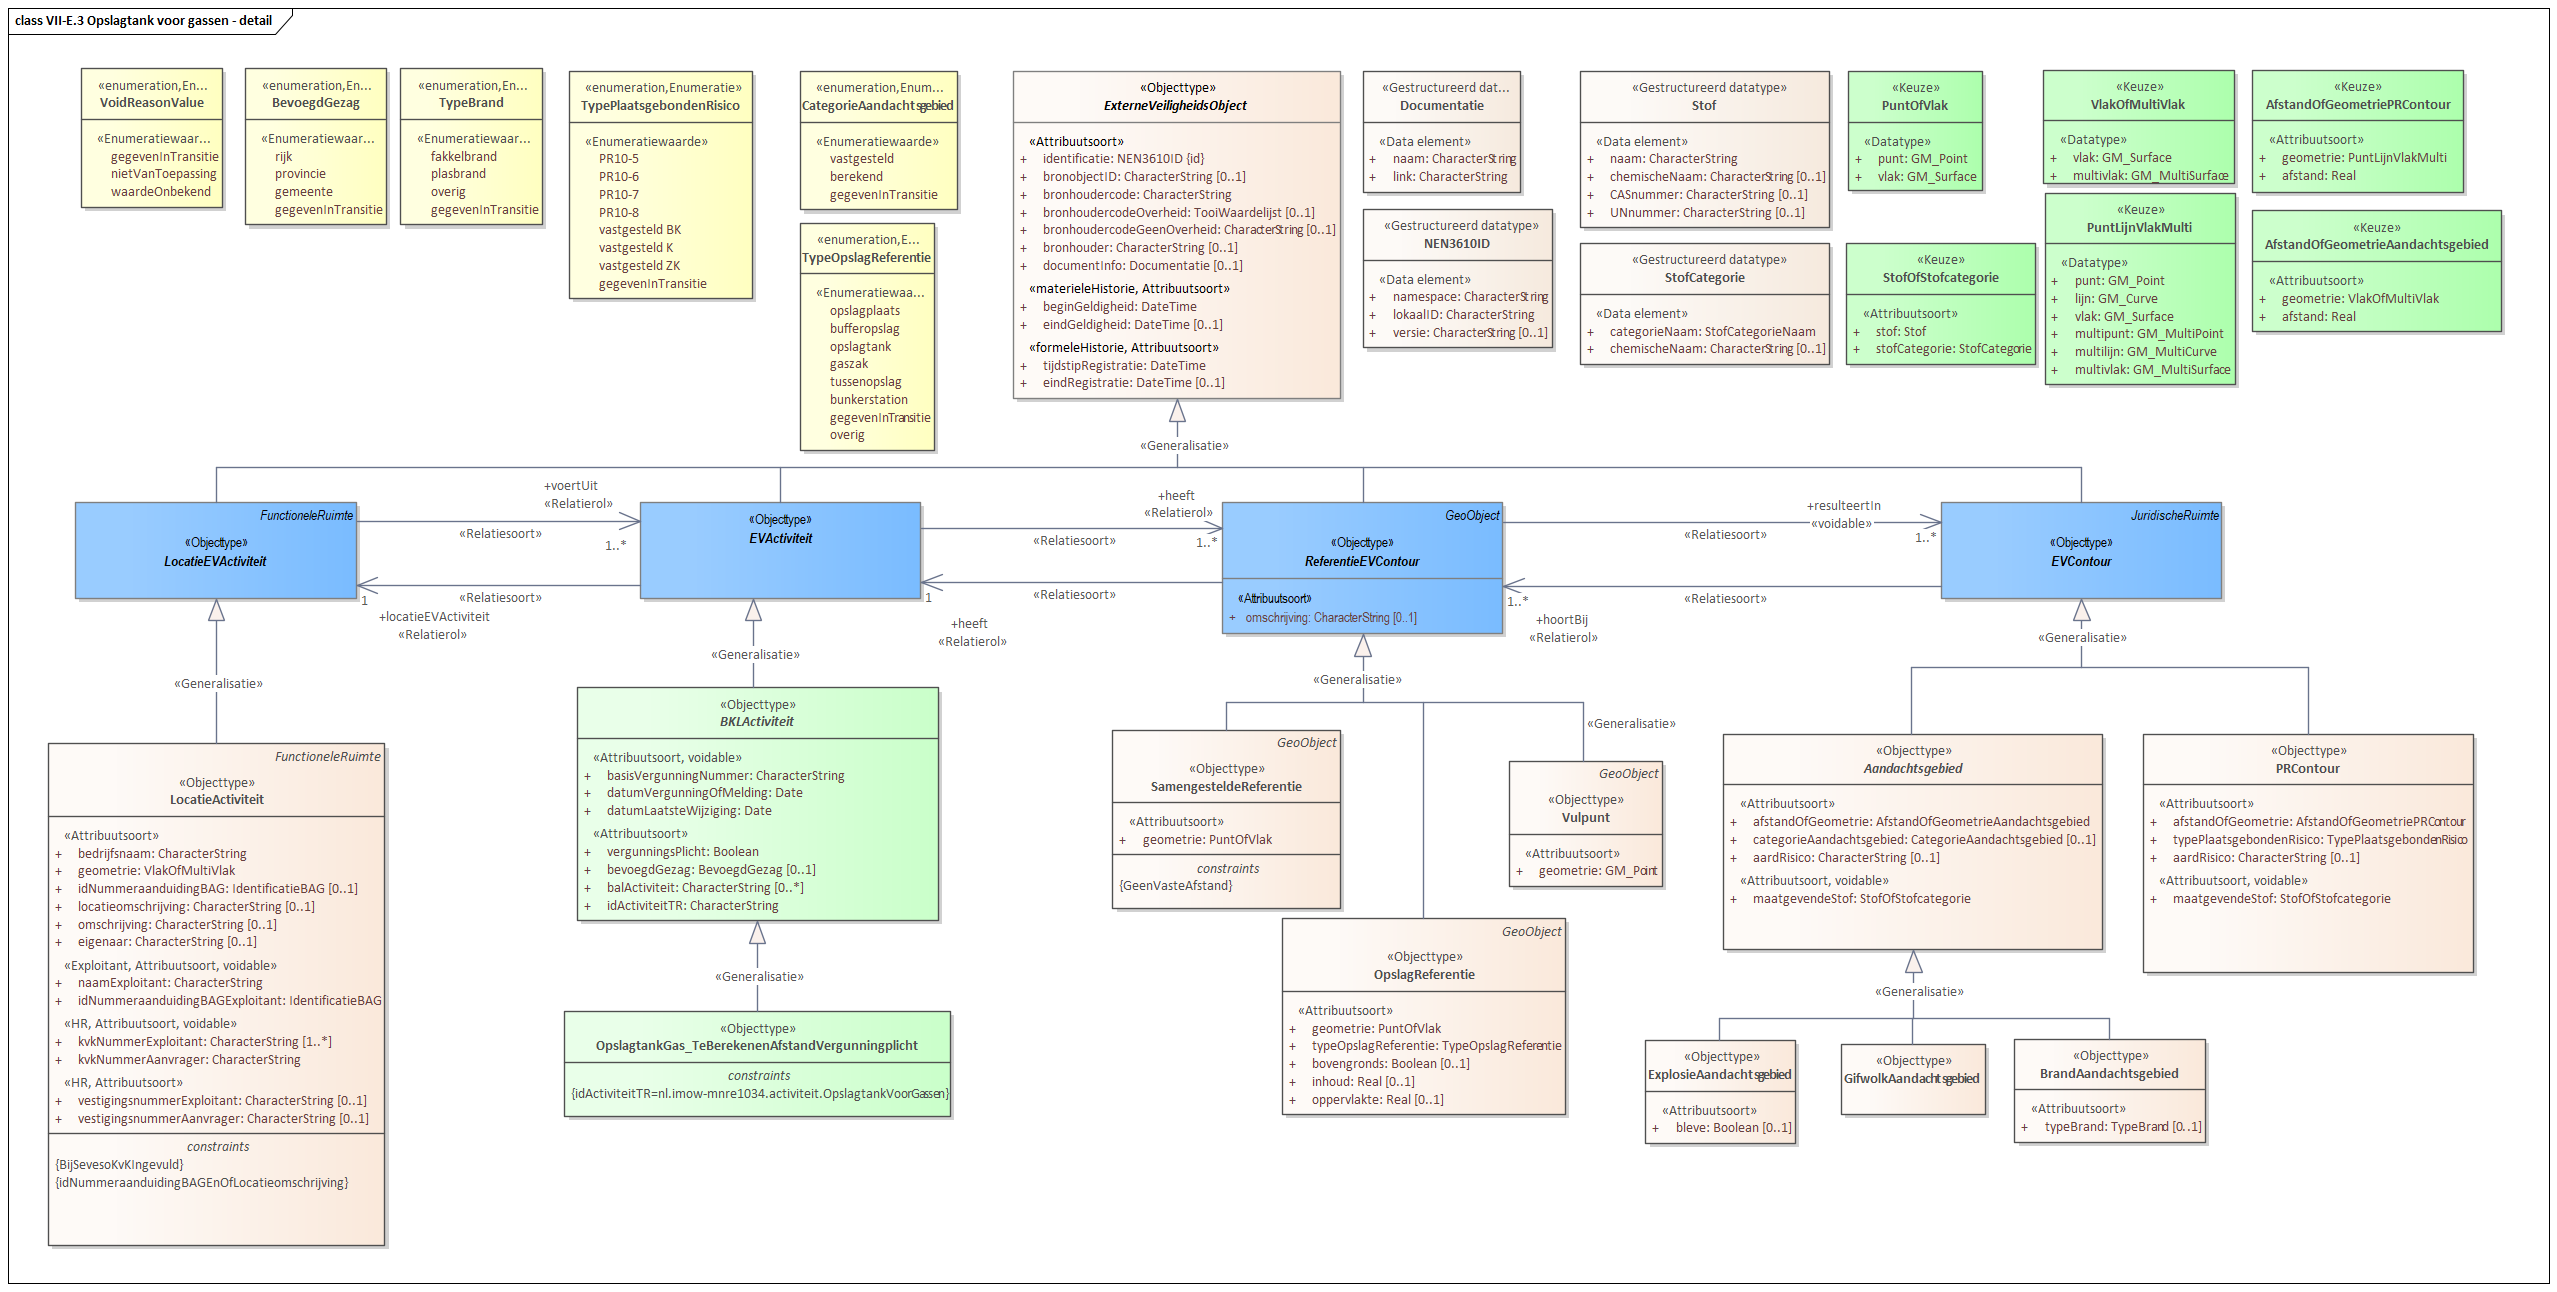 class VII-E.3 Opslagtank voor gassen - detail
«enumeration,En...
VoidReasonValue
«Enumeratiewaar...
gegevenInTransitie
nietVanToepassing
waardeOnbekend
«enumeration,En...
BevoegdGezag
«Enumeratiewaar...
rijk
provincie
gemeente
gegevenInTransitie
«enumeration,En...
TypeBrand
«Enumeratiewaar...
fakkelbrand
plasbrand
overig
gegevenInTransitie
«enumeration,Enumeratie»
TypePlaatsgebondenRisico
«Enumeratiewaarde»
PR10-5
PR10-6
PR10-7
PR10-8
vastgesteld BK
vastgesteld K
vastgesteld ZK
gegevenInTransitie
«enumeration,Enum...
CategorieAandachtsgebied
«Enumeratiewaarde»
vastgesteld
berekend
gegevenInTransitie
«enumeration,E...
TypeOpslagReferentie
«Enumeratiewaa...
opslagplaats
bufferopslag
opslagtank
gaszak
tussenopslag
bunkerstation
gegevenInTransitie
overig
«Objecttype»
ExterneVeiligheidsObject
«Attribuutsoort»
+ identificatie: NEN3610ID {id}
+ bronobjectID: CharacterString [0..1]
+ bronhoudercode: CharacterString
+ bronhoudercodeOverheid: TooiWaardelijst [0..1]
+ bronhoudercodeGeenOverheid: CharacterString [0..1]
+ bronhouder: CharacterString [0..1]
+ documentInfo: Documentatie [0..1]
«materieleHistorie, Attribuutsoort»
+ beginGeldigheid: DateTime
+ eindGeldigheid: DateTime [0..1]
«formeleHistorie, Attribuutsoort»
+ tijdstipRegistratie: DateTime
+ eindRegistratie: DateTime [0..1]
«Gestructureerd dat...
Documentatie
«Data element»
+ naam: CharacterString
+ link: CharacterString
«Gestructureerd datatype»
NEN3610ID
«Data element»
+ namespace: CharacterString
+ lokaalID: CharacterString
+ versie: CharacterString [0..1]
«Gestructureerd datatype»
Stof
«Data element»
+ naam: CharacterString
+ chemischeNaam: CharacterString [0..1]
+ CASnummer: CharacterString [0..1]
+ UNnummer: CharacterString [0..1]
«Gestructureerd datatype»
StofCategorie
«Data element»
+ categorieNaam: StofCategorieNaam
+ chemischeNaam: CharacterString [0..1]
«Keuze»
PuntOfVlak
«Datatype»
+ punt: GM_Point
+ vlak: GM_Surface
«Keuze»
StofOfStofcategorie
«Attribuutsoort»
+ stof: Stof
+ stofCategorie: StofCategorie
«Keuze»
VlakOfMultiVlak
«Datatype»
+ vlak: GM_Surface
+ multivlak: GM_MultiSurface
«Keuze»
PuntLijnVlakMulti
«Datatype»
+ punt: GM_Point
+ lijn: GM_Curve
+ vlak: GM_Surface
+ multipunt: GM_MultiPoint
+ multilijn: GM_MultiCurve
+ multivlak: GM_MultiSurface
«Keuze»
AfstandOfGeometriePRContour
«Attribuutsoort»
+ geometrie: PuntLijnVlakMulti
+ afstand: Real
«Keuze»
AfstandOfGeometrieAandachtsgebied
«Attribuutsoort»
+ geometrie: VlakOfMultiVlak
+ afstand: Real
«Generalisatie»
FunctioneleRuimte
«Objecttype»
LocatieEVActiviteit
+voertUit
«Relatierol»
«Relatiesoort»
1..*
«Relatiesoort»
1
+locatieEVActiviteit
«Relatierol»
«Objecttype»
EVActiviteit
+heeft
«Relatierol»
«Relatiesoort»
1..*
«Relatiesoort»
1
+heeft
«Relatierol»
GeoObject
«Objecttype»
ReferentieEVContour
«Attribuutsoort»
+ omschrijving: CharacterString [0..1]
+resulteertIn
«voidable»
«Relatiesoort»
1..*
«Relatiesoort»
1..*
+hoortBij
«Relatierol»
JuridischeRuimte
«Objecttype»
EVContour
«Generalisatie»
«Generalisatie»
«Generalisatie»
«Generalisatie»
«Generalisatie»
FunctioneleRuimte
«Objecttype»
LocatieActiviteit
«Attribuutsoort»
+ bedrijfsnaam: CharacterString
+ geometrie: VlakOfMultiVlak
+ idNummeraanduidingBAG: IdentificatieBAG [0..1]
+ locatieomschrijving: CharacterString [0..1]
+ omschrijving: CharacterString [0..1]
+ eigenaar: CharacterString [0..1]
«Exploitant, Attribuutsoort, voidable»
+ naamExploitant: CharacterString
+ idNummeraanduidingBAGExploitant: IdentificatieBAG
«HR, Attribuutsoort, voidable»
+ kvkNummerExploitant: CharacterString [1..*]
+ kvkNummerAanvrager: CharacterString
«HR, Attribuutsoort»
+ vestigingsnummerExploitant: CharacterString [0..1]
+ vestigingsnummerAanvrager: CharacterString [0..1]
constraints
{BijSevesoKvKIngevuld}
{idNummeraanduidingBAGEnOfLocatieomschrijving}
«Objecttype»
BKLActiviteit
«Attribuutsoort, voidable»
+ basisVergunningNummer: CharacterString
+ datumVergunningOfMelding: Date
+ datumLaatsteWijziging: Date
«Attribuutsoort»
+ vergunningsPlicht: Boolean
+ bevoegdGezag: BevoegdGezag [0..1]
+ balActiviteit: CharacterString [0..*]
+ idActiviteitTR: CharacterString
«Generalisatie»
«Objecttype»
OpslagtankGas_TeBerekenenAfstandVergunningplicht
constraints
{idActiviteitTR=nl.imow-mnre1034.activiteit.OpslagtankVoorGassen}
GeoObject
«Objecttype»
SamengesteldeReferentie
«Attribuutsoort»
+ geometrie: PuntOfVlak
constraints
{GeenVasteAfstand}
GeoObject
«Objecttype»
Vulpunt
«Attribuutsoort»
+ geometrie: GM_Point
GeoObject
«Objecttype»
OpslagReferentie
«Attribuutsoort»
+ geometrie: PuntOfVlak
+ typeOpslagReferentie: TypeOpslagReferentie
+ bovengronds: Boolean [0..1]
+ inhoud: Real [0..1]
+ oppervlakte: Real [0..1]
«Objecttype»
Aandachtsgebied
«Attribuutsoort»
+ afstandOfGeometrie: AfstandOfGeometrieAandachtsgebied
+ categorieAandachtsgebied: CategorieAandachtsgebied [0..1]
+ aardRisico: CharacterString [0..1]
«Attribuutsoort, voidable»
+ maatgevendeStof: StofOfStofcategorie
«Objecttype»
PRContour
«Attribuutsoort»
+ afstandOfGeometrie: AfstandOfGeometriePRContour
+ typePlaatsgebondenRisico: TypePlaatsgebondenRisico
+ aardRisico: CharacterString [0..1]
«Attribuutsoort, voidable»
+ maatgevendeStof: StofOfStofcategorie
«Generalisatie»
«Objecttype»
ExplosieAandachtsgebied
«Attribuutsoort»
+ bleve: Boolean [0..1]
«Objecttype»
GifwolkAandachtsgebied
«Objecttype»
BrandAandachtsgebied
«Attribuutsoort»
+ typeBrand: TypeBrand [0..1]